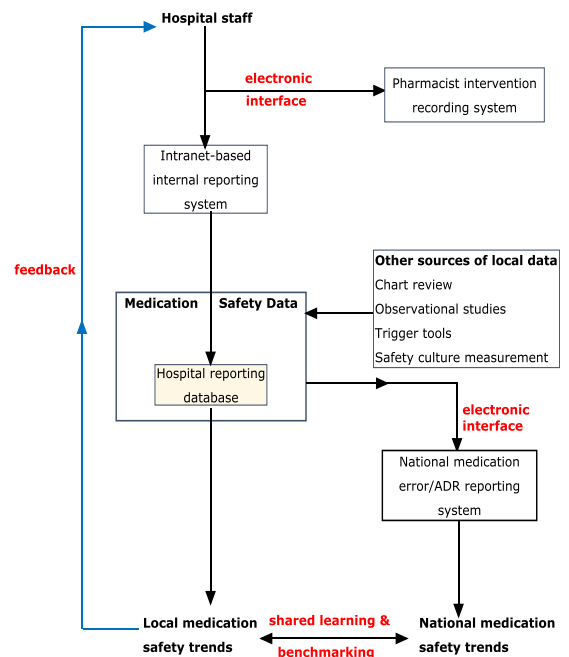 Hospital staff
electronic
interface
Pharmacist intervention
recording system
Intranet-based
internal reporting
system
feedback
Other sources of local data
Chart review
Observational studies
Trigger tools
Safety culture measurement
Medication Safety Data
Hospital reporting
database
electronic
interface
National medication
error/ADR reporting
system
Local medication
safety trends
shared learning &
benchmarking
National medication
safety trends